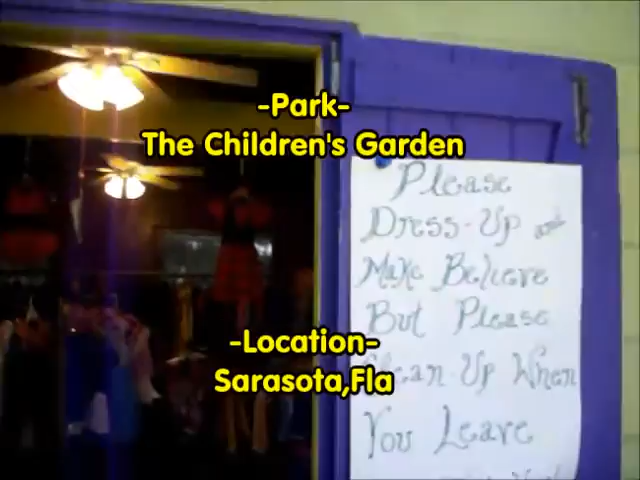 -Park-
The Children's Garden
Please
Dress-Up and
Make Believe
But Please
-Location-
Sarasota,Fla
Clean-Up When
You Leave